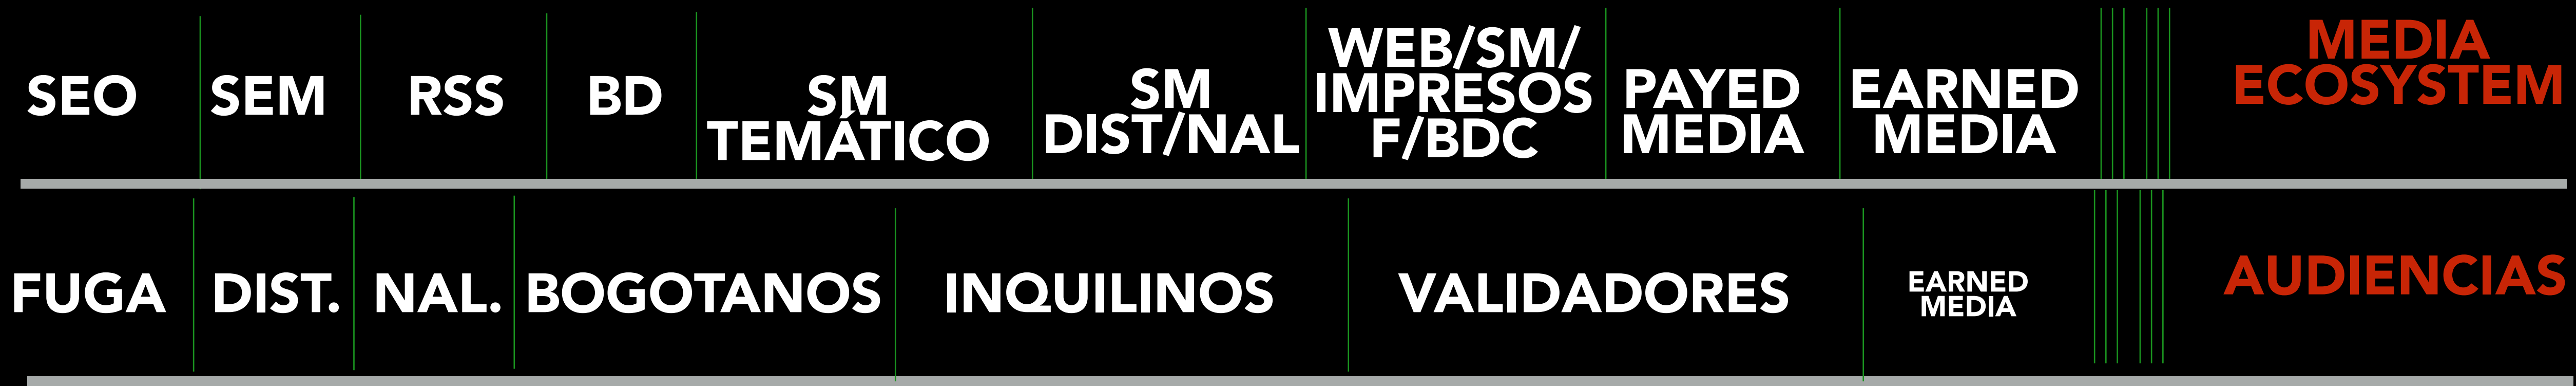 SEO
SEM
RSS
BD
SM
TEMÁTICO
SM
DIST/NAL
WEB/SM/
IMPRESOS
F/BDC
PAYED
MEDIA
EARNED
MEDIA
MEDIA
ECOSYSTEM
FUGA
DIST.
NAL.
BOGOTANOS
INQUILINOS
VALIDADORES
EARNED
MEDIA
AUDIENCIAS